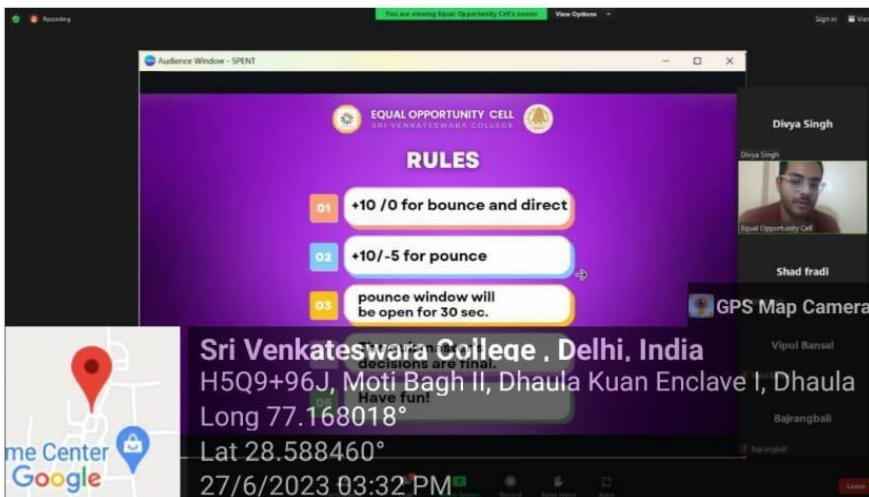 Recording
You are viewing Equal Opportunity Cell's screen
View Options
Sign in
View
Audience Window - SPENT
EQUAL OPPORTUNITY CELL
SRI VENKATESWARA COLLEGE
RULES
01
+10 /0 for bounce and direct
02
+10/-5 for pounce
03
pounce window will
be open for 30 sec.
decisions are final.
Have fun!
Divya Singh
Divya Singh
Equal Opportunity Cell
Shad fradi
Vipul Bansal
Bajrangbali
Bajrangbali
Leave
GPS Map Camera
Sri Venkateswara College , Delhi, India
H5Q9+96J, Moti Bagh II, Dhaula Kuan Enclave I, Dhaula
Long 77.168018°
Lat 28.588460°
27/6/2023 03:32 PM
me Center
Google